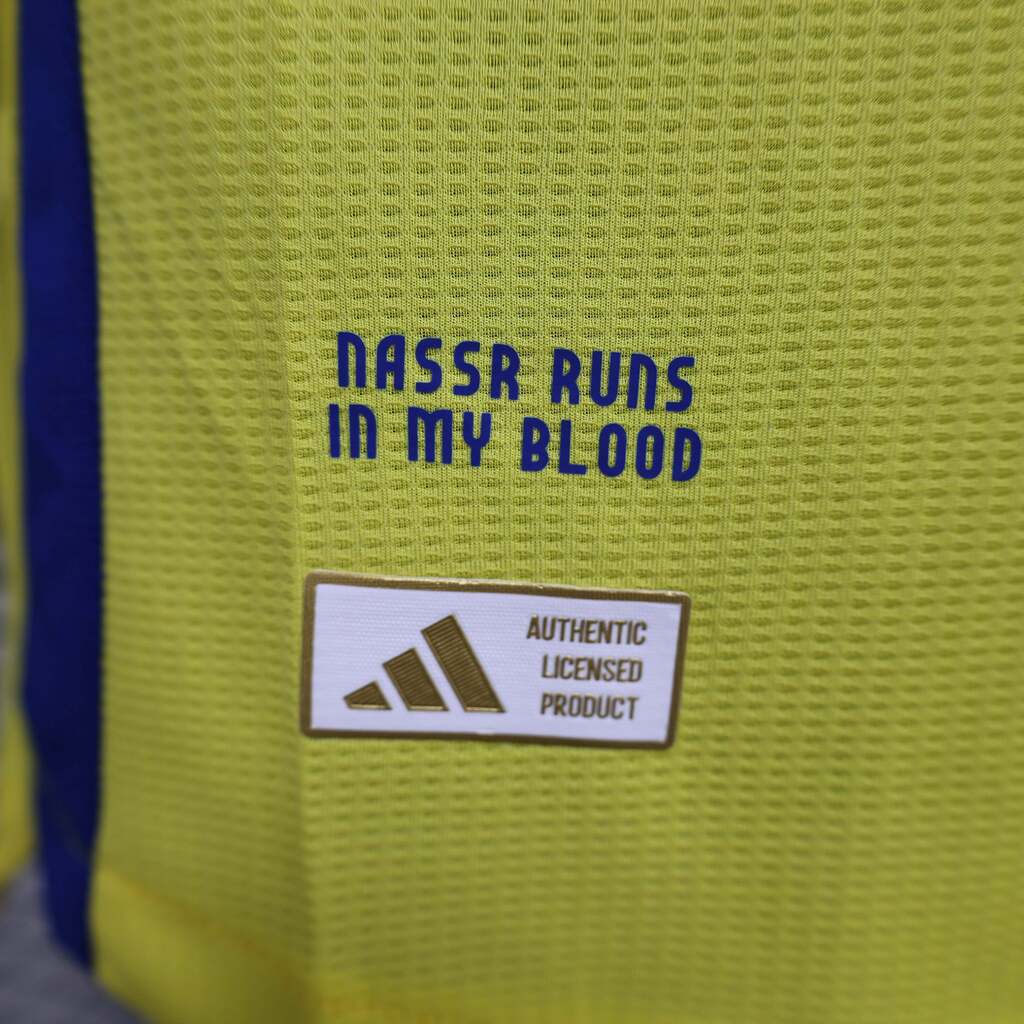 NASSR RUNS
IN MY BLOOD
AUTHENTIC
LICENSED
PRODUCT